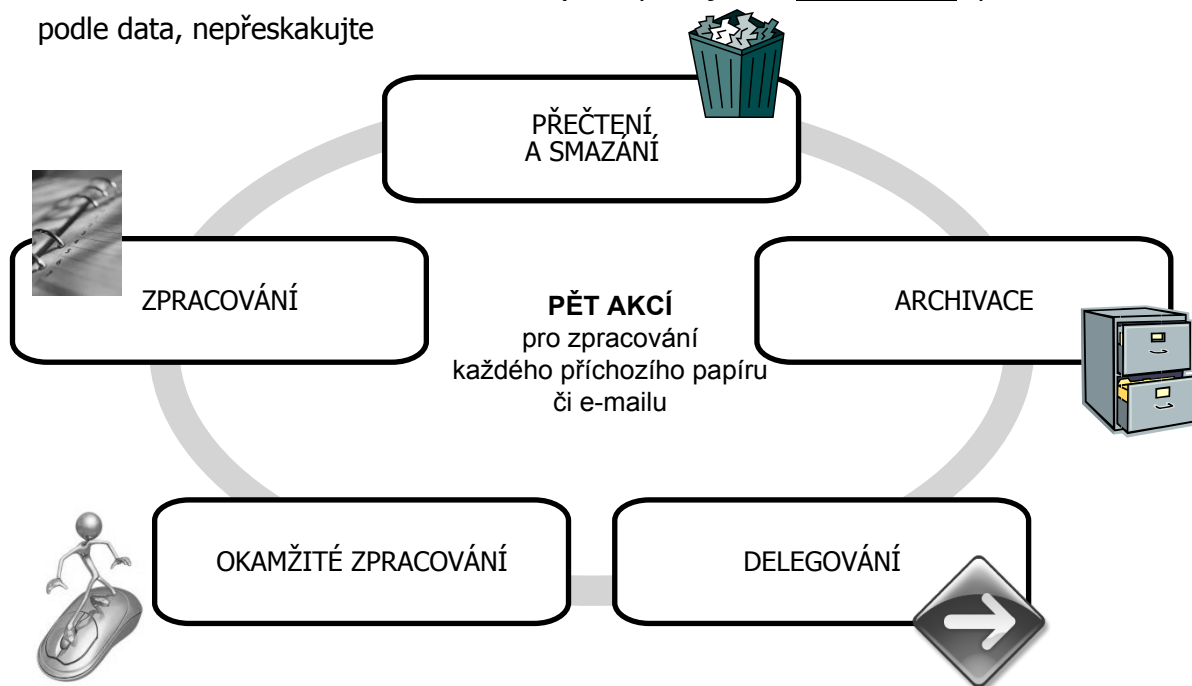 podle data, nepřeskakujte
PŘEČTENÍ
A SMAZÁNÍ
ZPRACOVÁNÍ
PĚT AKCÍ
pro zpracování
každého příchozího papíru
či e-mailu
ARCHIVACE
OKAMŽITÉ ZPRACOVÁNÍ
DELEGOVÁNÍ